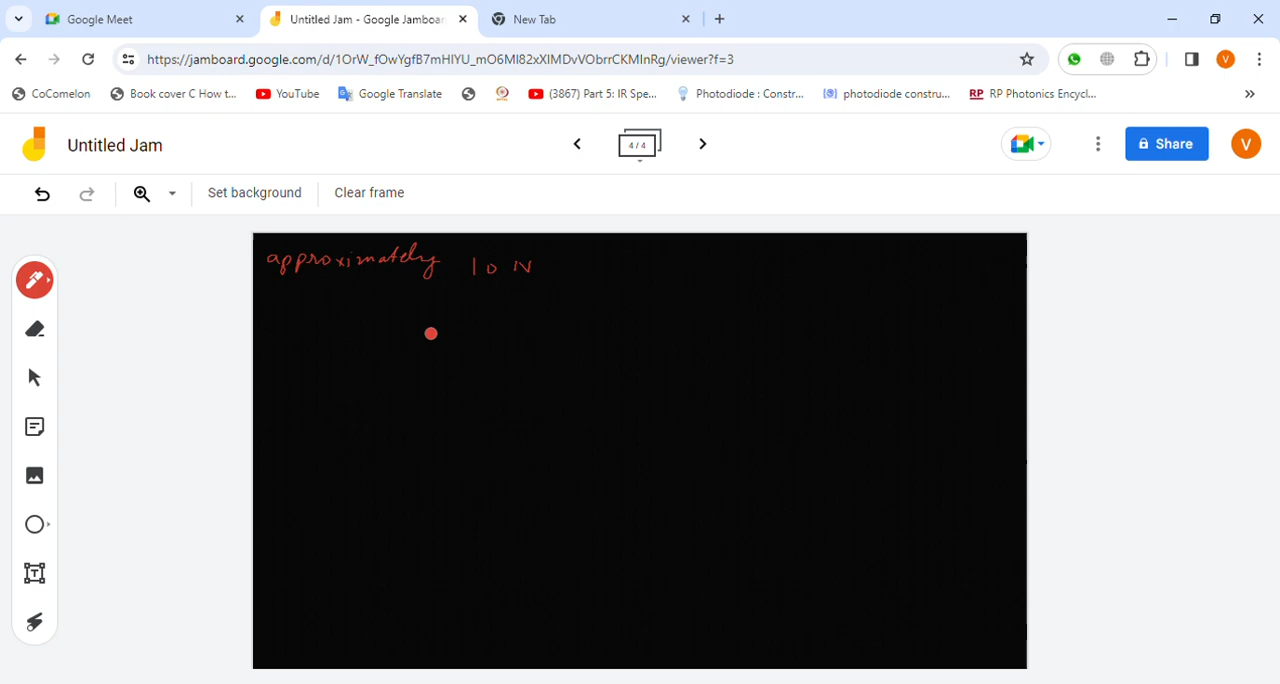 Google Meet
Untitled Jam - Google Jamboar
New Tab
https://jamboard.google.com/d/1OrW_fOwYgfB7mHIYU_mO6MI82xXIMDvVObrrCKMInRg/viewer?f=3
V
CoComelon
Book cover C How t...
YouTube
Google Translate
(3867) Part 5: IR Spe...
Photodiode : Constr...
photodiode constru...
RP RP Photonics Encycl...
Untitled Jam
4 / 4
Share
V
Set background
Clear frame
approximately 10 N